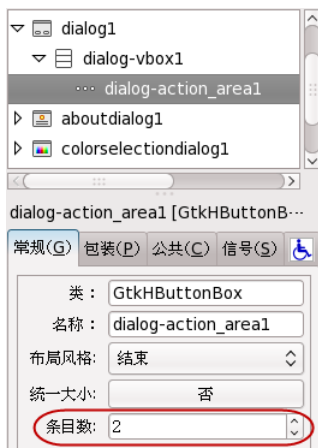 dialog1
dialog-vbox1
dialog-action_area1
aboutdialog1
colorselectiondialog1
dialog-action_area1 [GtkHButtonB…
常规(G) 包装(P) 公共(C) 信号(S)
类： GtkHButtonBox
名称： dialog-action_area1
布局风格: 结束
统一大小: 否
条目数: 2